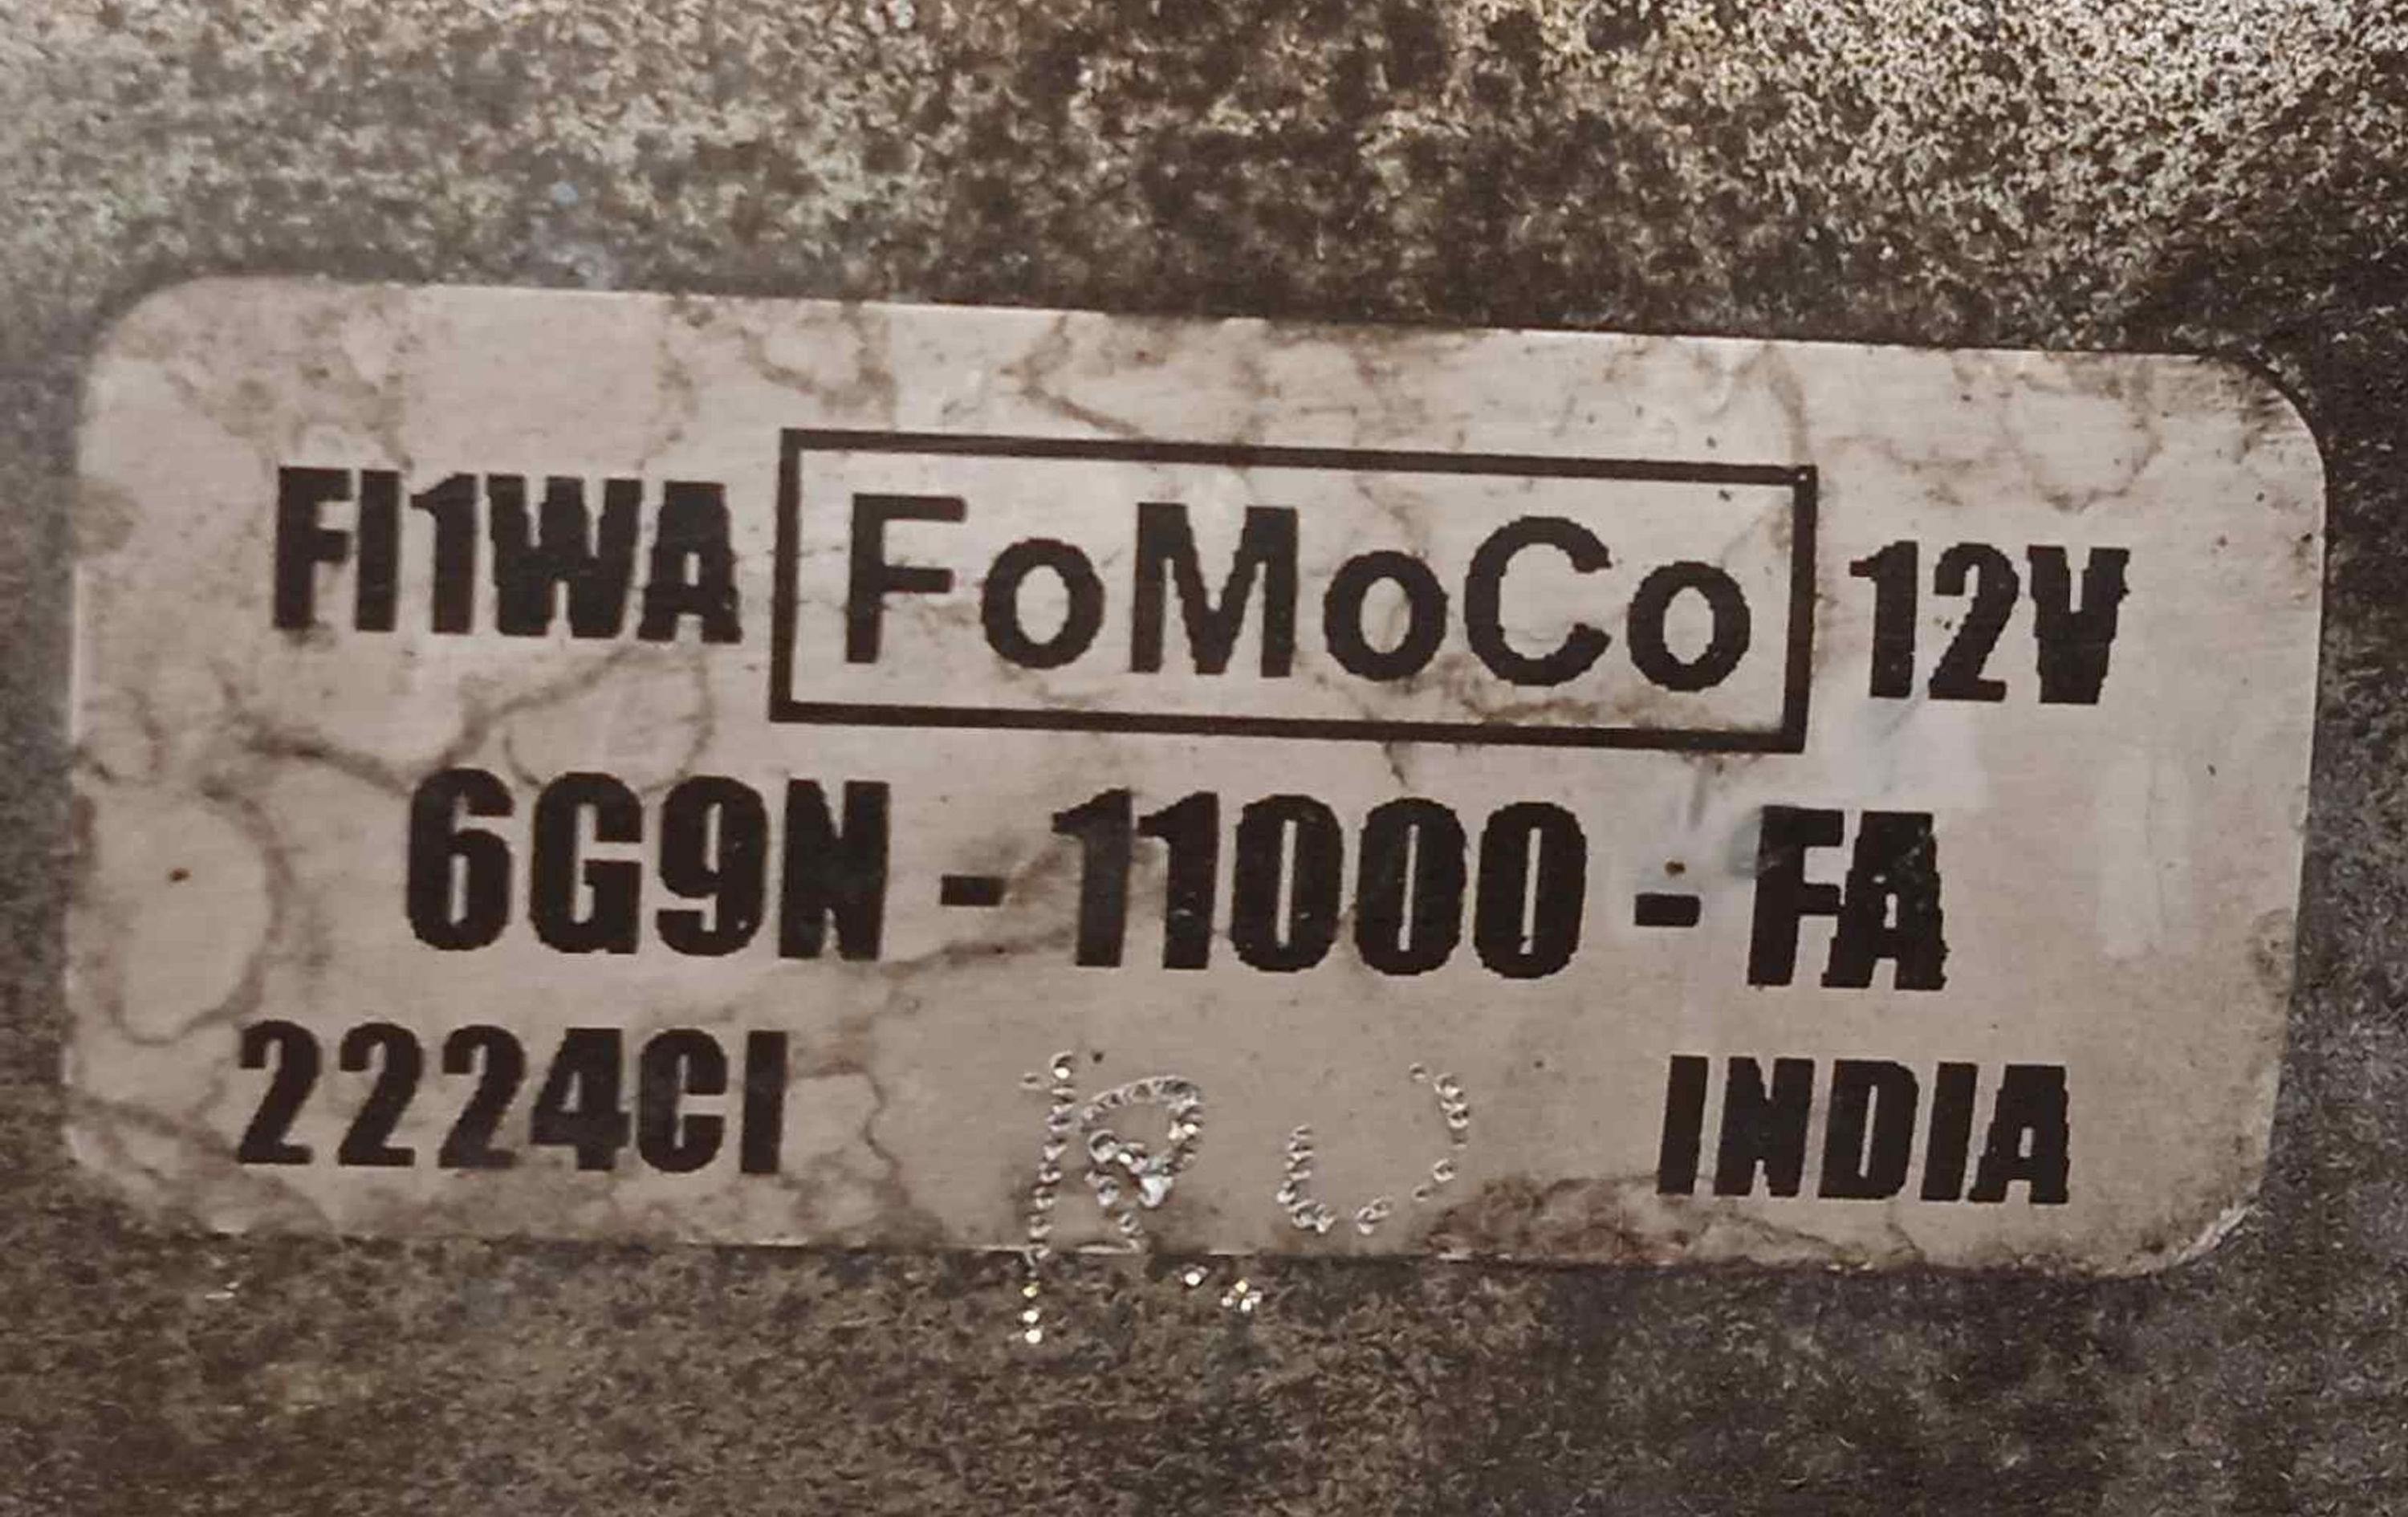 FI1WA FoMoCo 12V
6G9N - 11000 - FA
2224CI INDIA